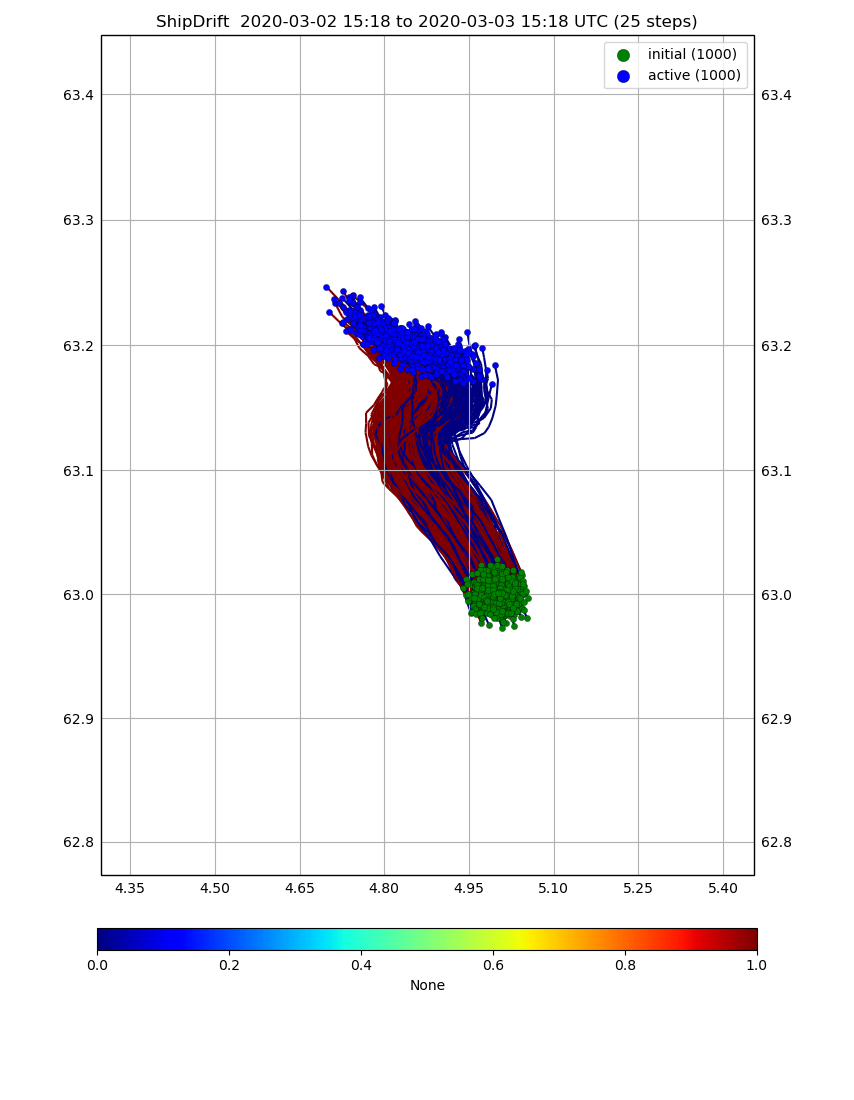 ShipDrift  2020-03-02 15:18 to 2020-03-03 15:18 UTC (25 steps)
initial (1000)
active (1000)
63.4 63.4
63.3 63.3
63.2 63.2
63.1 63.1
63.0 63.0
62.9 62.9
62.8 62.8
4.35 4.50 4.65 4.80 4.95 5.10 5.25 5.40
0.0 0.2 0.4 0.6 0.8 1.0
None